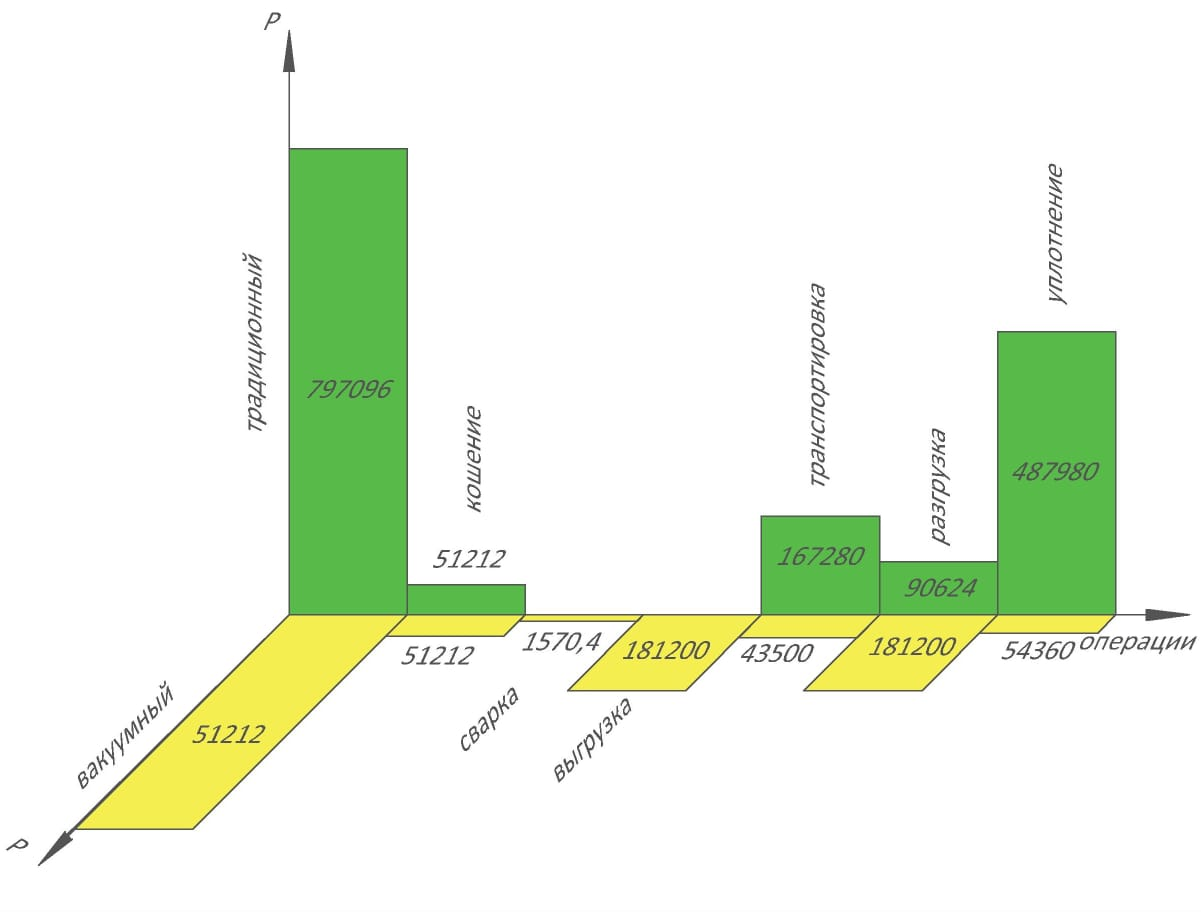 P
традиционный
797096
кошение
51212
транспортировка
167280
разгрузка
90624
уплотнение
487980
операции
вакуумный
51212
51212
сварка
1570,4
выгрузка
181200
43500
181200
54360
P